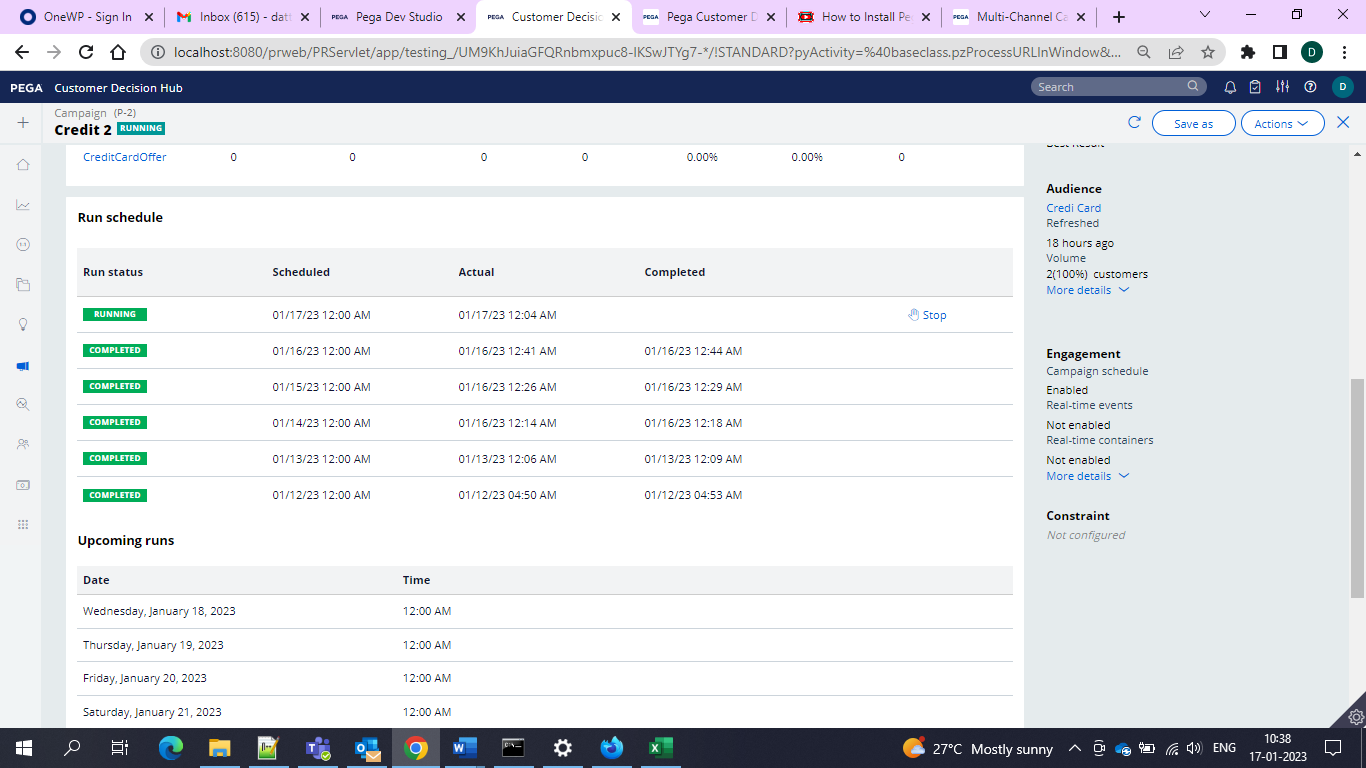 OneWP - Sign In
Inbox (615) - datt
PEGA Pega Dev Studio
PEGA Customer Decisio
PEGA Pega Customer D
How to Install Pe
PEGA Multi-Channel Ca
localhost:8080/prweb/PRServlet/app/testing_/UM9KhJuiaGFQRnbmxpuc8-IKSwJTYg7-*/!STANDARD?pyActivity=%40baseclass.pzProcessURLInWindow&...
D
PEGA Customer Decision Hub
Search
D
Campaign (P-2)
Credit 2 RUNNING
Save as
Actions
CreditCardOffer 0 0 0 0 0.00% 0.00% 0
Run schedule
Run status Scheduled Actual Completed
RUNNING 01/17/23 12:00 AM 01/17/23 12:04 AM Stop
COMPLETED 01/16/23 12:00 AM 01/16/23 12:41 AM 01/16/23 12:44 AM
COMPLETED 01/15/23 12:00 AM 01/16/23 12:26 AM 01/16/23 12:29 AM
COMPLETED 01/14/23 12:00 AM 01/16/23 12:14 AM 01/16/23 12:18 AM
COMPLETED 01/13/23 12:00 AM 01/13/23 12:06 AM 01/13/23 12:09 AM
COMPLETED 01/12/23 12:00 AM 01/12/23 04:50 AM 01/12/23 04:53 AM
Upcoming runs
Date Time
Wednesday, January 18, 2023 12:00 AM
Thursday, January 19, 2023 12:00 AM
Friday, January 20, 2023 12:00 AM
Saturday, January 21, 2023 12:00 AM
Best Result
Audience
Credi Card
Refreshed
18 hours ago
Volume
2(100%) customers
More details
Engagement
Campaign schedule
Enabled
Real-time events
Not enabled
Real-time containers
Not enabled
More details
Constraint
Not configured
27°C Mostly sunny
ENG
10:38
17-01-2023